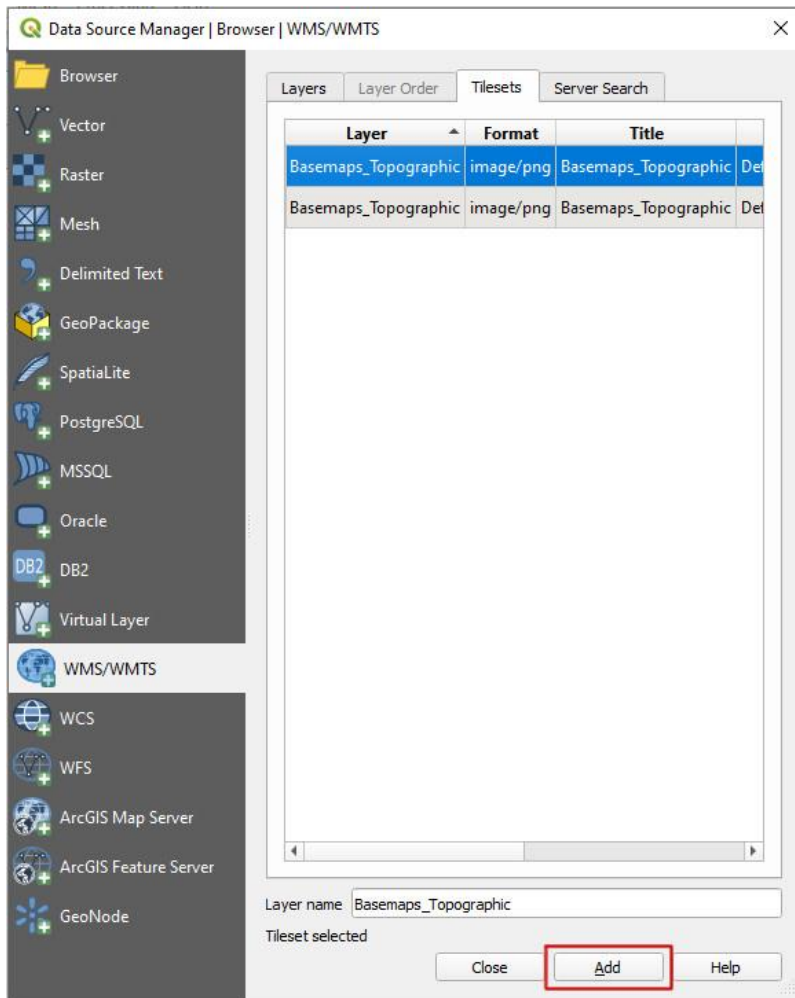 Data Source Manager | Browser | WMS/WMTS
Browser
Vector
Raster
Mesh
Delimited Text
GeoPackage
SpatiaLite
PostgreSQL
MSSQL
Oracle
DB2
DB2
Virtual Layer
WMS/WMTS
WCS
WFS
ArcGIS Map Server
ArcGIS Feature Server
GeoNode
Layers Layer Order Tilesets Server Search
Layer Format Title
Basemaps_Topographic image/png Basemaps_Topographic Def
Basemaps_Topographic image/png Basemaps_Topographic Def
Layer name Basemaps_Topographic
Tileset selected
Close Add Help